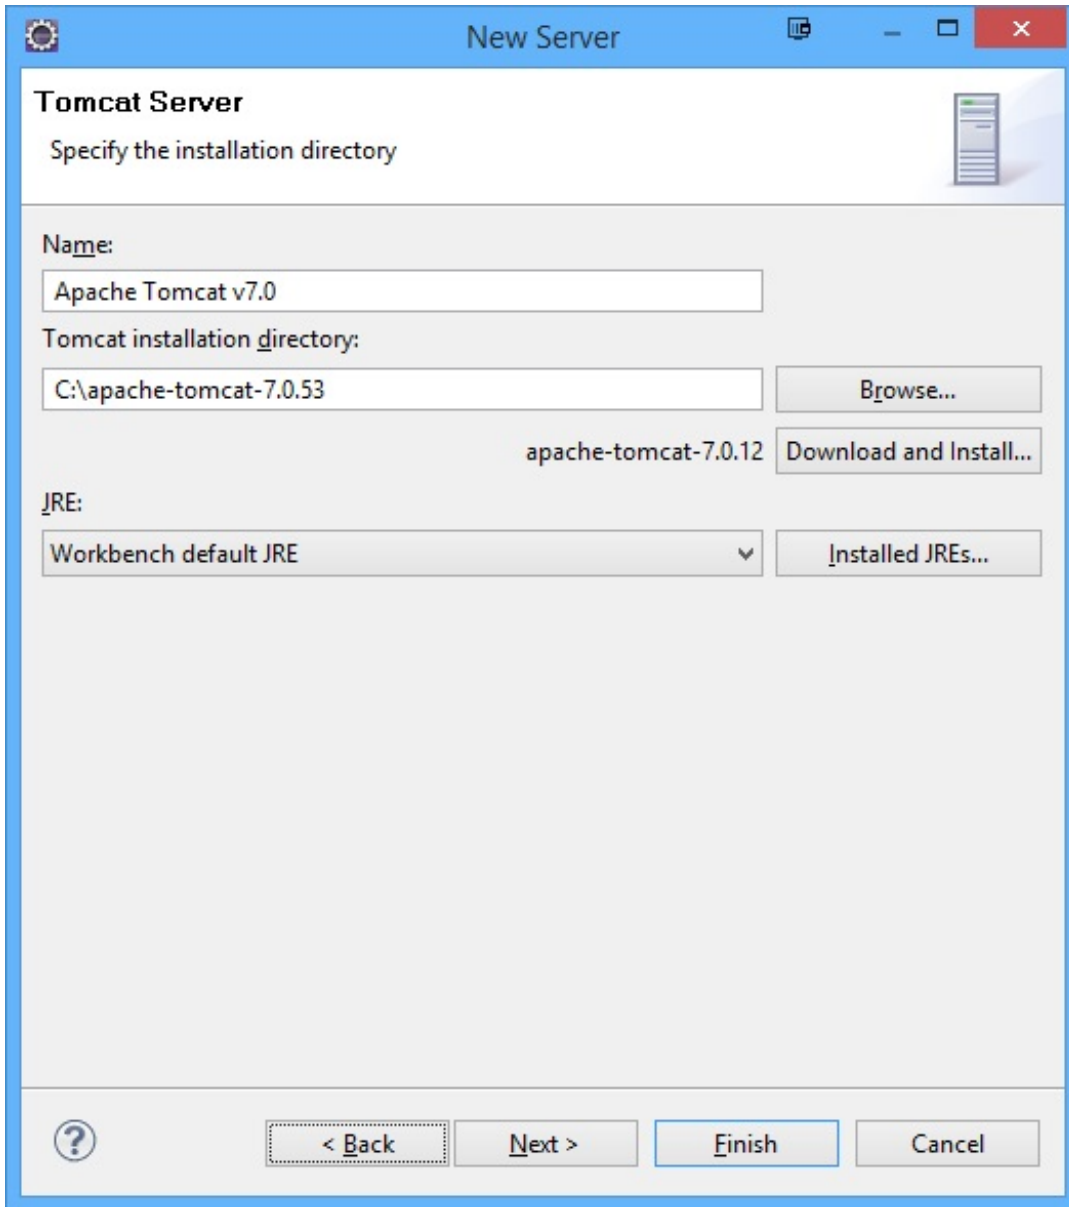 New Server
Tomcat Server
Specify the installation directory
Name:
Apache Tomcat v7.0
Tomcat installation directory:
C:\apache-tomcat-7.0.53
Browse...
apache-tomcat-7.0.12 Download and Install...
JRE:
Workbench default JRE
Installed JREs...
? < Back Next > Finish Cancel